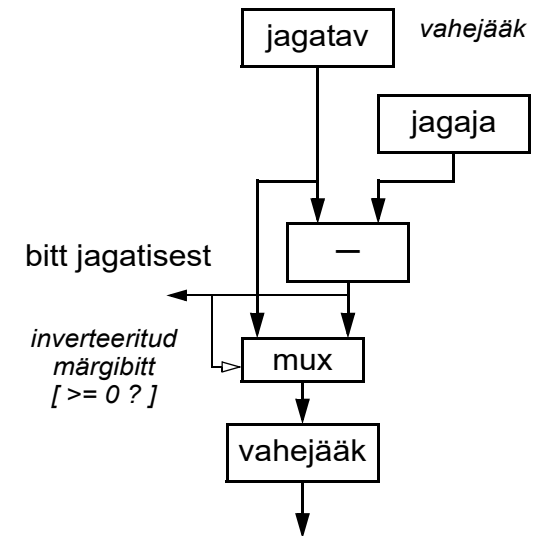 jagatav
vahejääk
jagaja
–
bitt jagatisest
inverteeritud
märgibitt
[ >= 0 ? ]
mux
vahejääk